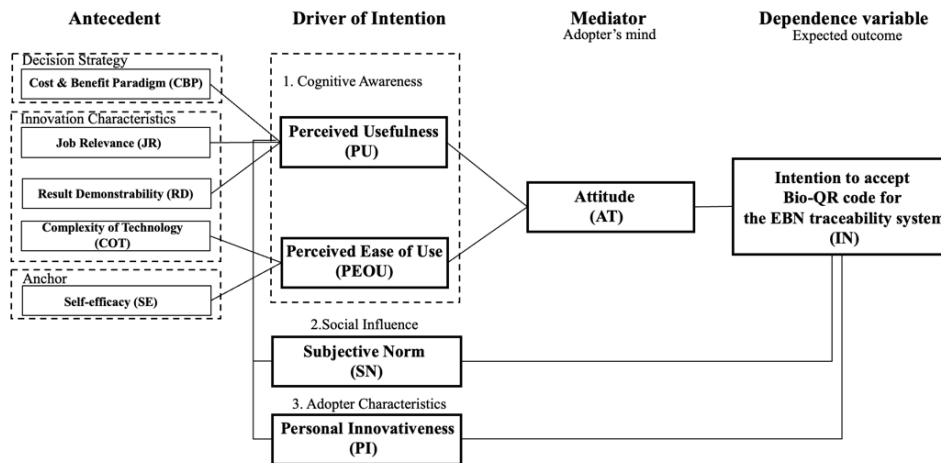 Antecedent
Driver of Intention
Mediator
Adopter's mind
Dependence variable
Expected outcome
Decision Strategy
Cost & Benefit Paradigm (CBP)
Innovation Characteristics
Job Relevance (JR)
Result Demonstrability (RD)
Complexity of Technology
(COT)
Anchor
Self-efficacy (SE)
1. Cognitive Awareness
Perceived Usefulness
(PU)
Perceived Ease of Use
(PEOU)
2.Social Influence
Subjective Norm
(SN)
3. Adopter Characteristics
Personal Innovativeness
(PI)
Attitude
(AT)
Intention to accept
Bio-QR code for
the EBN traceability system
(IN)